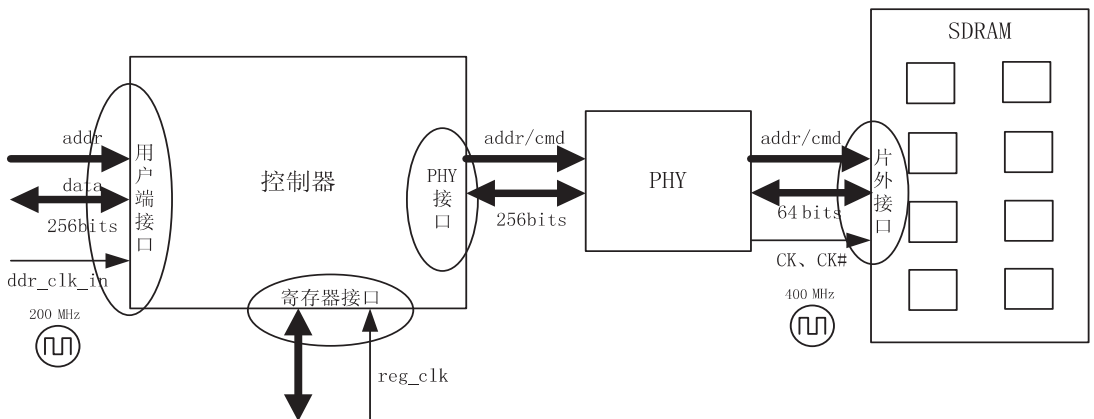 SDRAM
addr
data
256bits
ddr_clk_in
200 MHz
用户端接口
控制器
PHY
接
口
addr/cmd
256bits
PHY
addr/cmd
64bits
CK、CK#
400 MHz
片外接口
寄存器接口
reg_clk